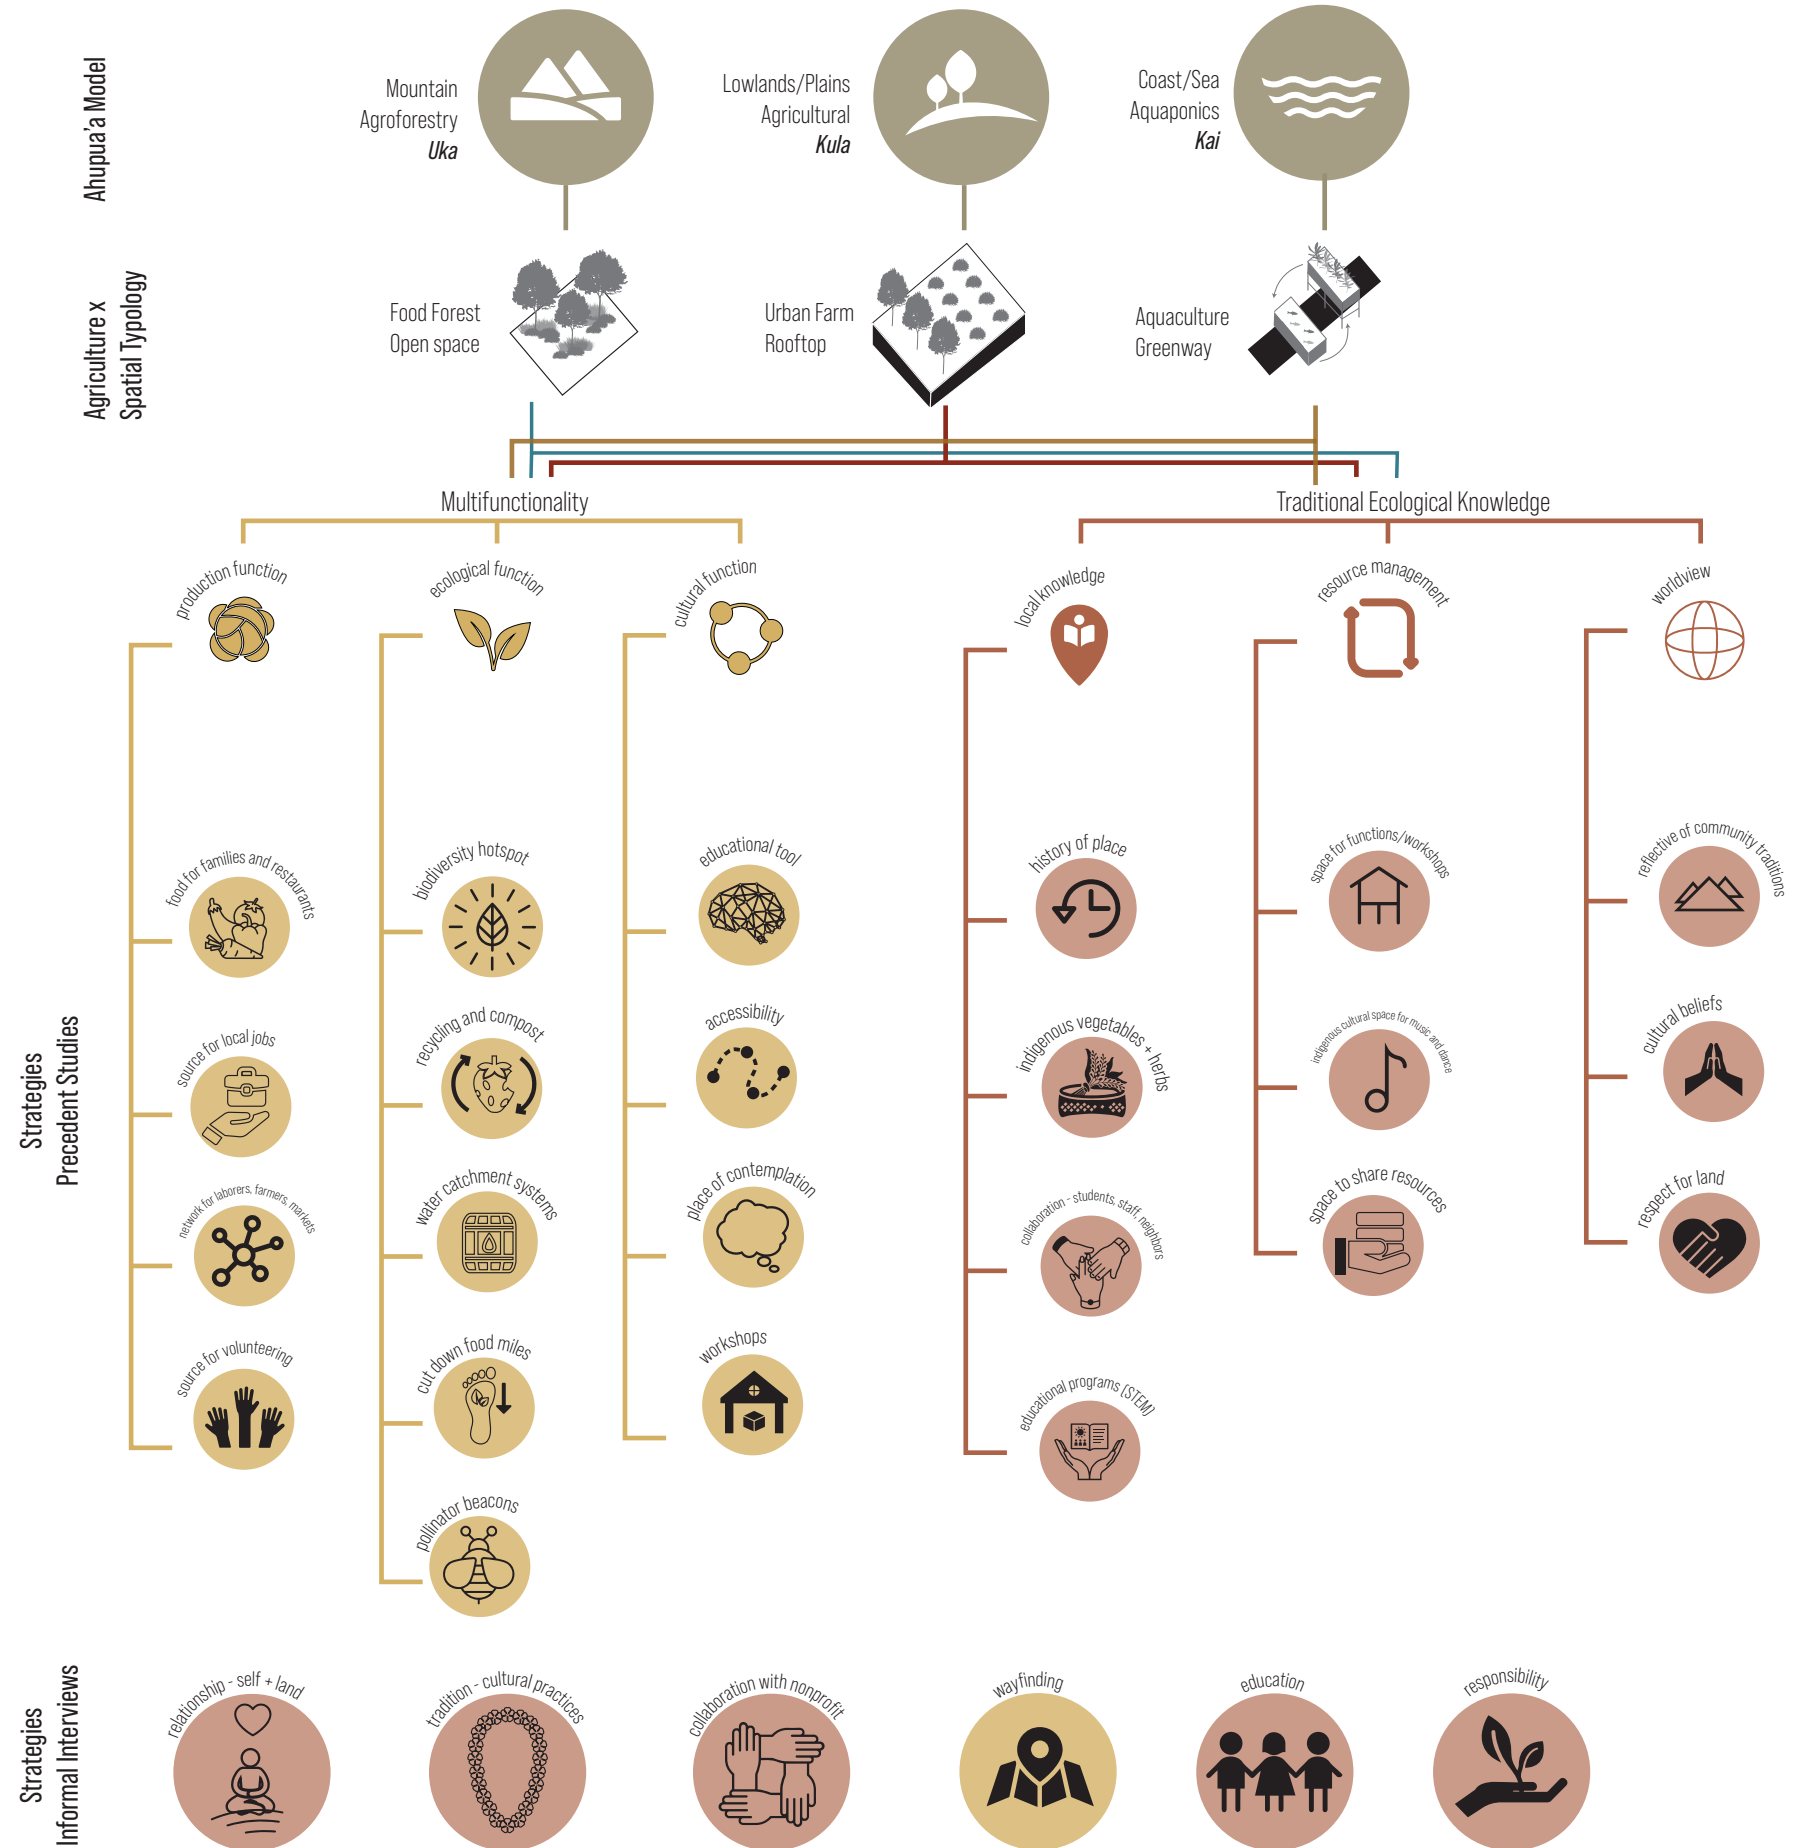 Ahupua'a Model
Mountain
Agroforestry
Uka
Lowlands/Plains
Agricultural
Kula
Coast/Sea
Aquaponics
Kai
Agriculture x
Spatial Typology
Food Forest
Open space
Urban Farm
Rooftop
Aquaculture
Greenway
Multifunctionality
Traditional Ecological Knowledge
production function
ecological function
cultural function
local knowledge
resource management
worldview
Strategies
Precedent Studies
food for families and restaurants
source for local jobs
network for laborers, farmers, markets
source for volunteering
biodiversity hotspot
recycling and compost
water catchment systems
cut down food miles
pollinator beacons
educational tool
accessibility
place of contemplation
workshops
history of place
indigenous vegetables + herbs
collaboration - students, staff, neighbors
educational programs (STEM)
space for functions/workshops
indigenous cultural space for music and dance
space to share resources
reflective of community traditions
cultural beliefs
respect for land
Strategies
Informal Interviews
relationship - self + land
tradition - cultural practices
collaboration with nonprofit
wayfinding
education
responsibility